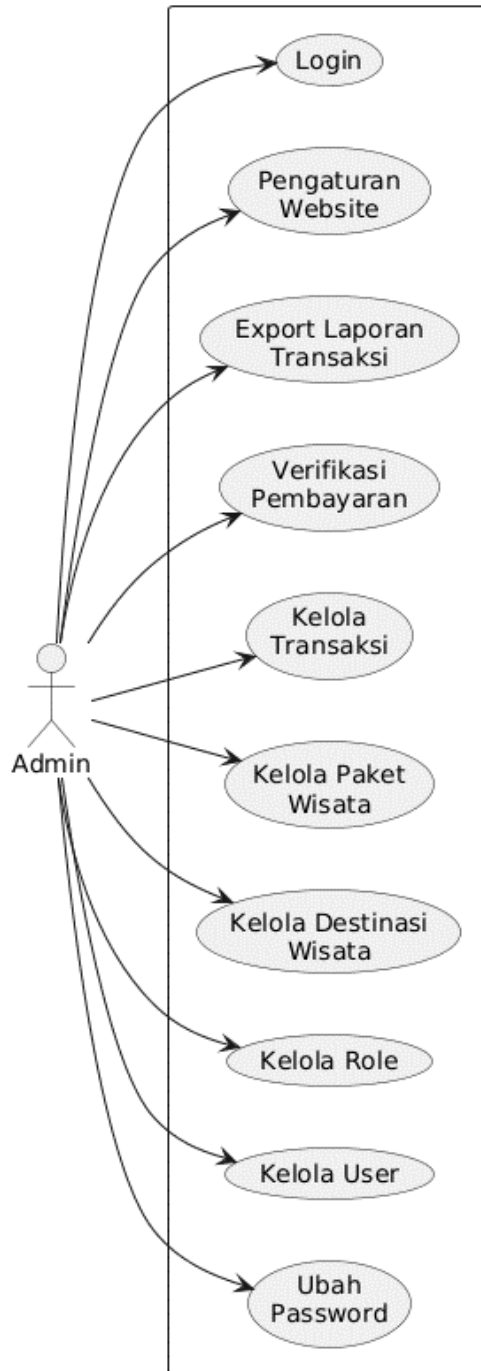 Login
Pengaturan
Website
Export Laporan
Transaksi
Verifikasi
Pembayaran
Kelola
Transaksi
Admin
Kelola Paket
Wisata
Kelola Destinasi
Wisata
Kelola Role
Kelola User
Ubah
Password